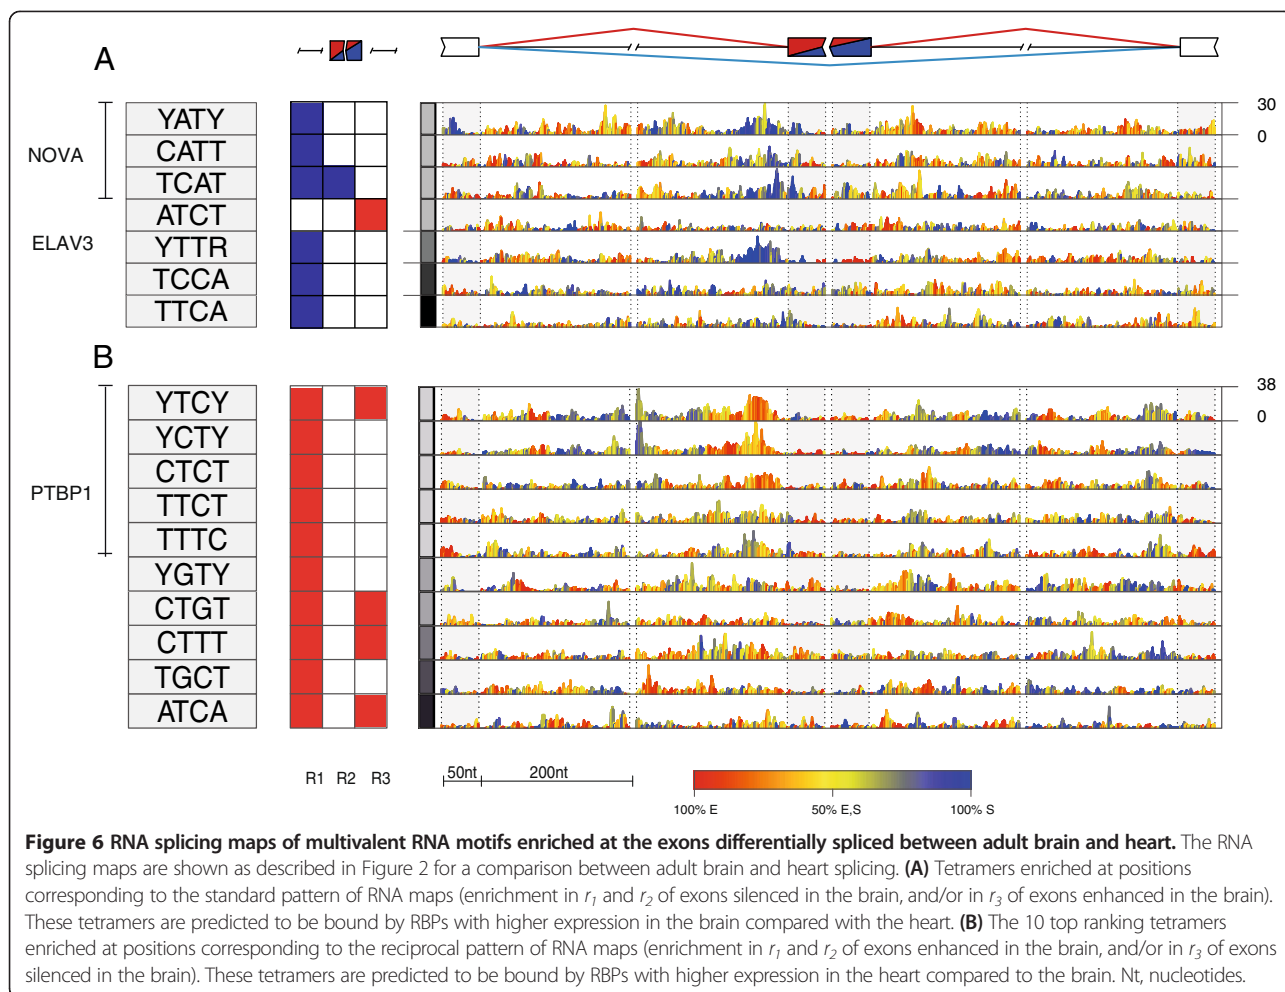 A
30
0
NOVA
YATY
CATT
TCAT
ATCT
ELAV3
YTTR
TCCA
TTCA
B
38
0
PTBP1
YTCY
YCTY
CTCT
TTCT
TTTC
YGTY
CTGT
CTTT
TGCT
ATCA
R1 R2 R3
50nt 200nt
100% E 50% E,S 100% S
Figure 6 RNA splicing maps of multivalent RNA motifs enriched at the exons differentially spliced between adult brain and heart. The RNA
splicing maps are shown as described in Figure 2 for a comparison between adult brain and heart splicing. (A) Tetramers enriched at positions
corresponding to the standard pattern of RNA maps (enrichment in r1 and r2 of exons silenced in the brain, and/or in r3 of exons enhanced in the brain).
These tetramers are predicted to be bound by RBPs with higher expression in the brain compared with the heart. (B) The 10 top ranking tetramers
enriched at positions corresponding to the reciprocal pattern of RNA maps (enrichment in r1 and r2 of exons enhanced in the brain, and/or in r3 of exons
silenced in the brain). These tetramers are predicted to be bound by RBPs with higher expression in the heart compared to the brain. Nt, nucleotides.